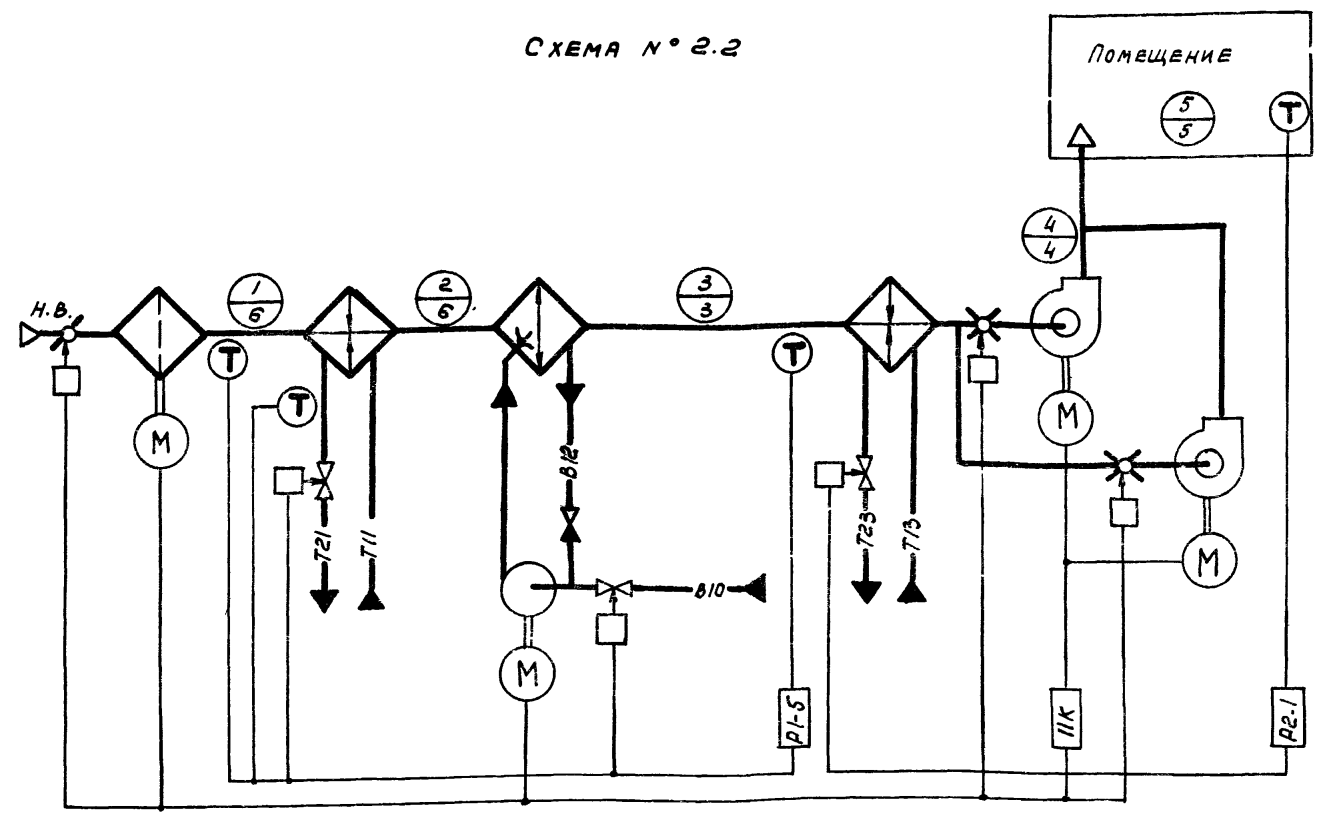 Схема № 2.2
Помещение
5
5
Т
4
4
Н.В.
1
6
2
6
3
3
Т
Т
Т
М
М
М
М
В12
Т21
Т11
Т23
Т13
В10
М
Р1-5
11К
Р2-1